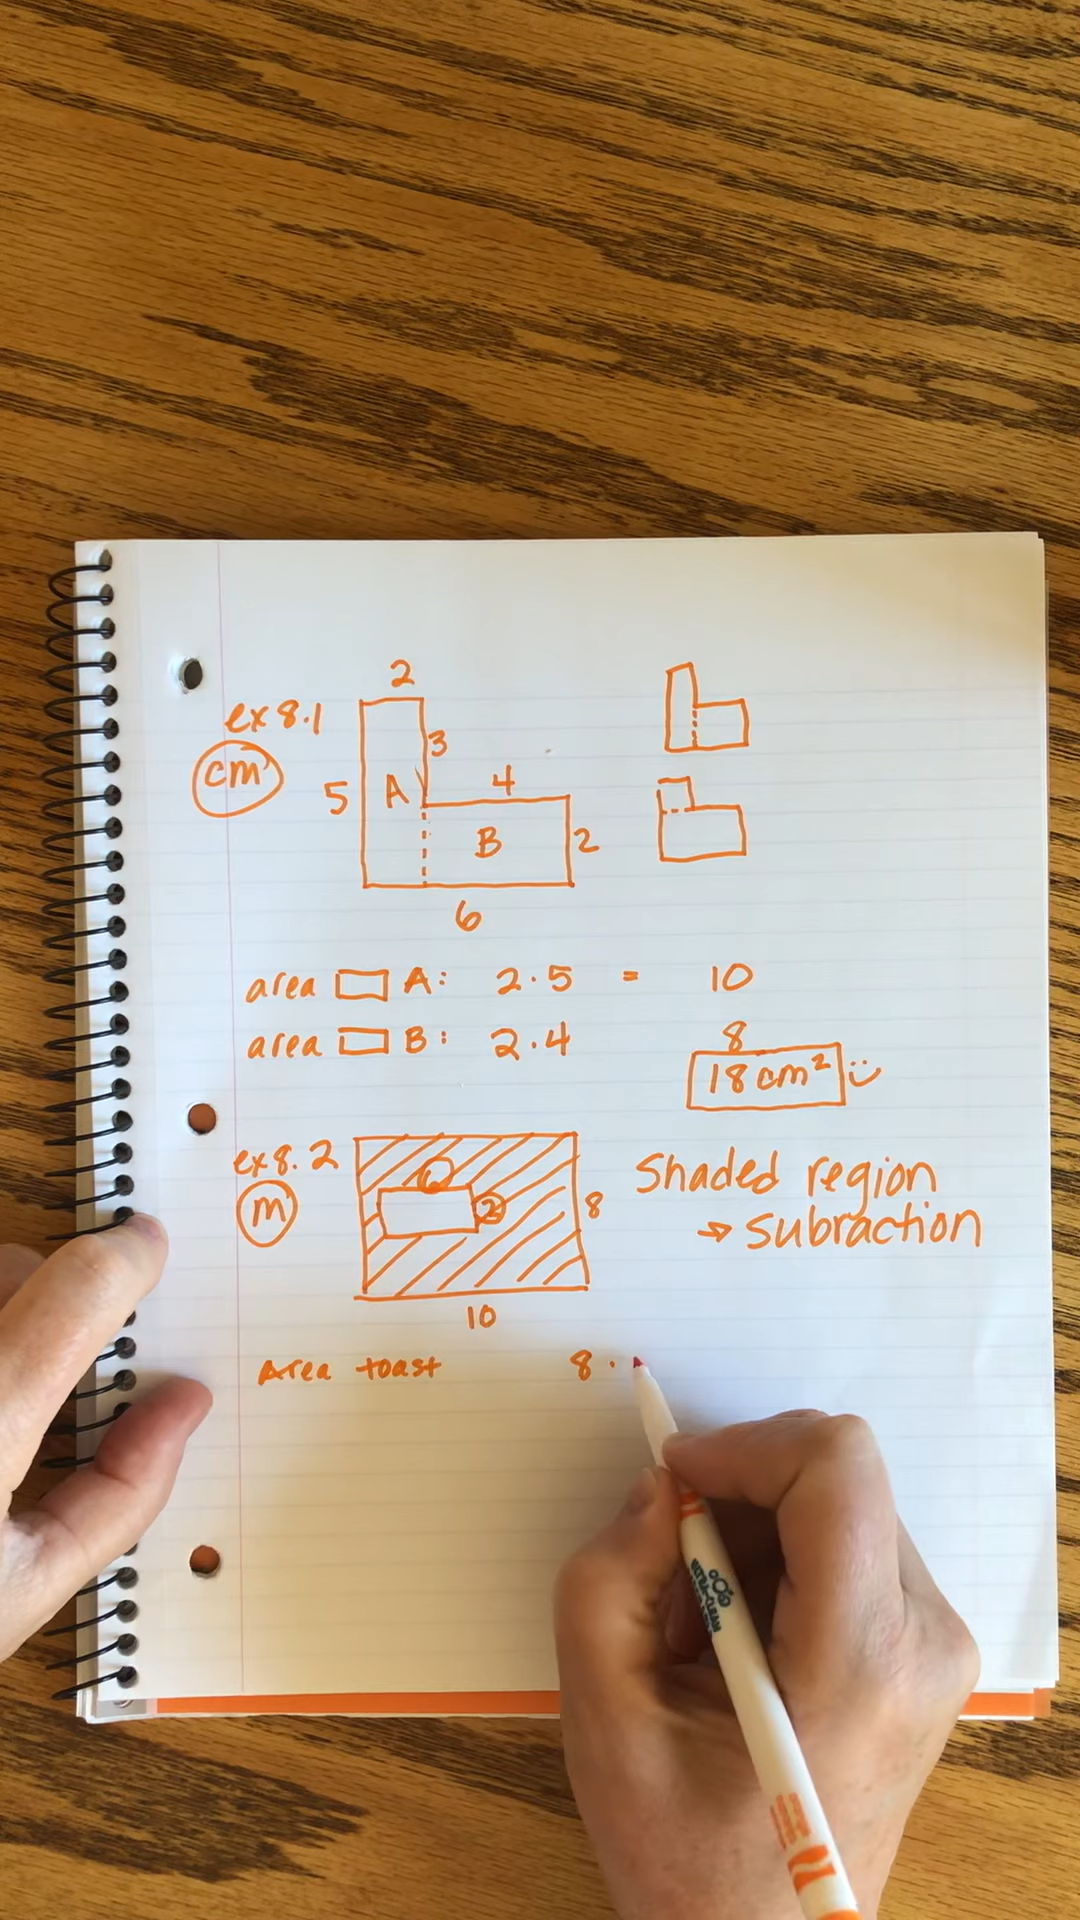 2
ex 8.1
3
cm
4
5
A
B
2
6
area A: 2.5 = 10
area B: 2.4 8
18 cm²
ex 8.2
Shaded region
m
2
8
→ subraction
10
Area toast 8 ·